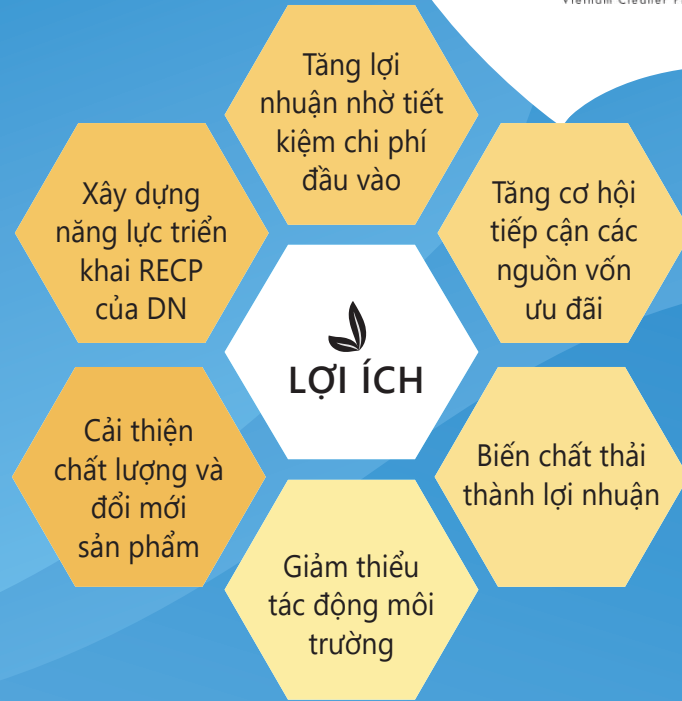 Vietnam Cleaner
Tăng lợi
nhuận nhờ tiết
kiệm chi phí
đầu vào
Tăng cơ hội
tiếp cận các
nguồn vốn
ưu đãi
Biến chất thải
thành lợi nhuận
Giảm thiểu
tác động môi
trường
Cải thiện
chất lượng và
đổi mới
sản phẩm
Xây dựng
năng lực triển
khai RECP
của DN
LỢI ÍCH